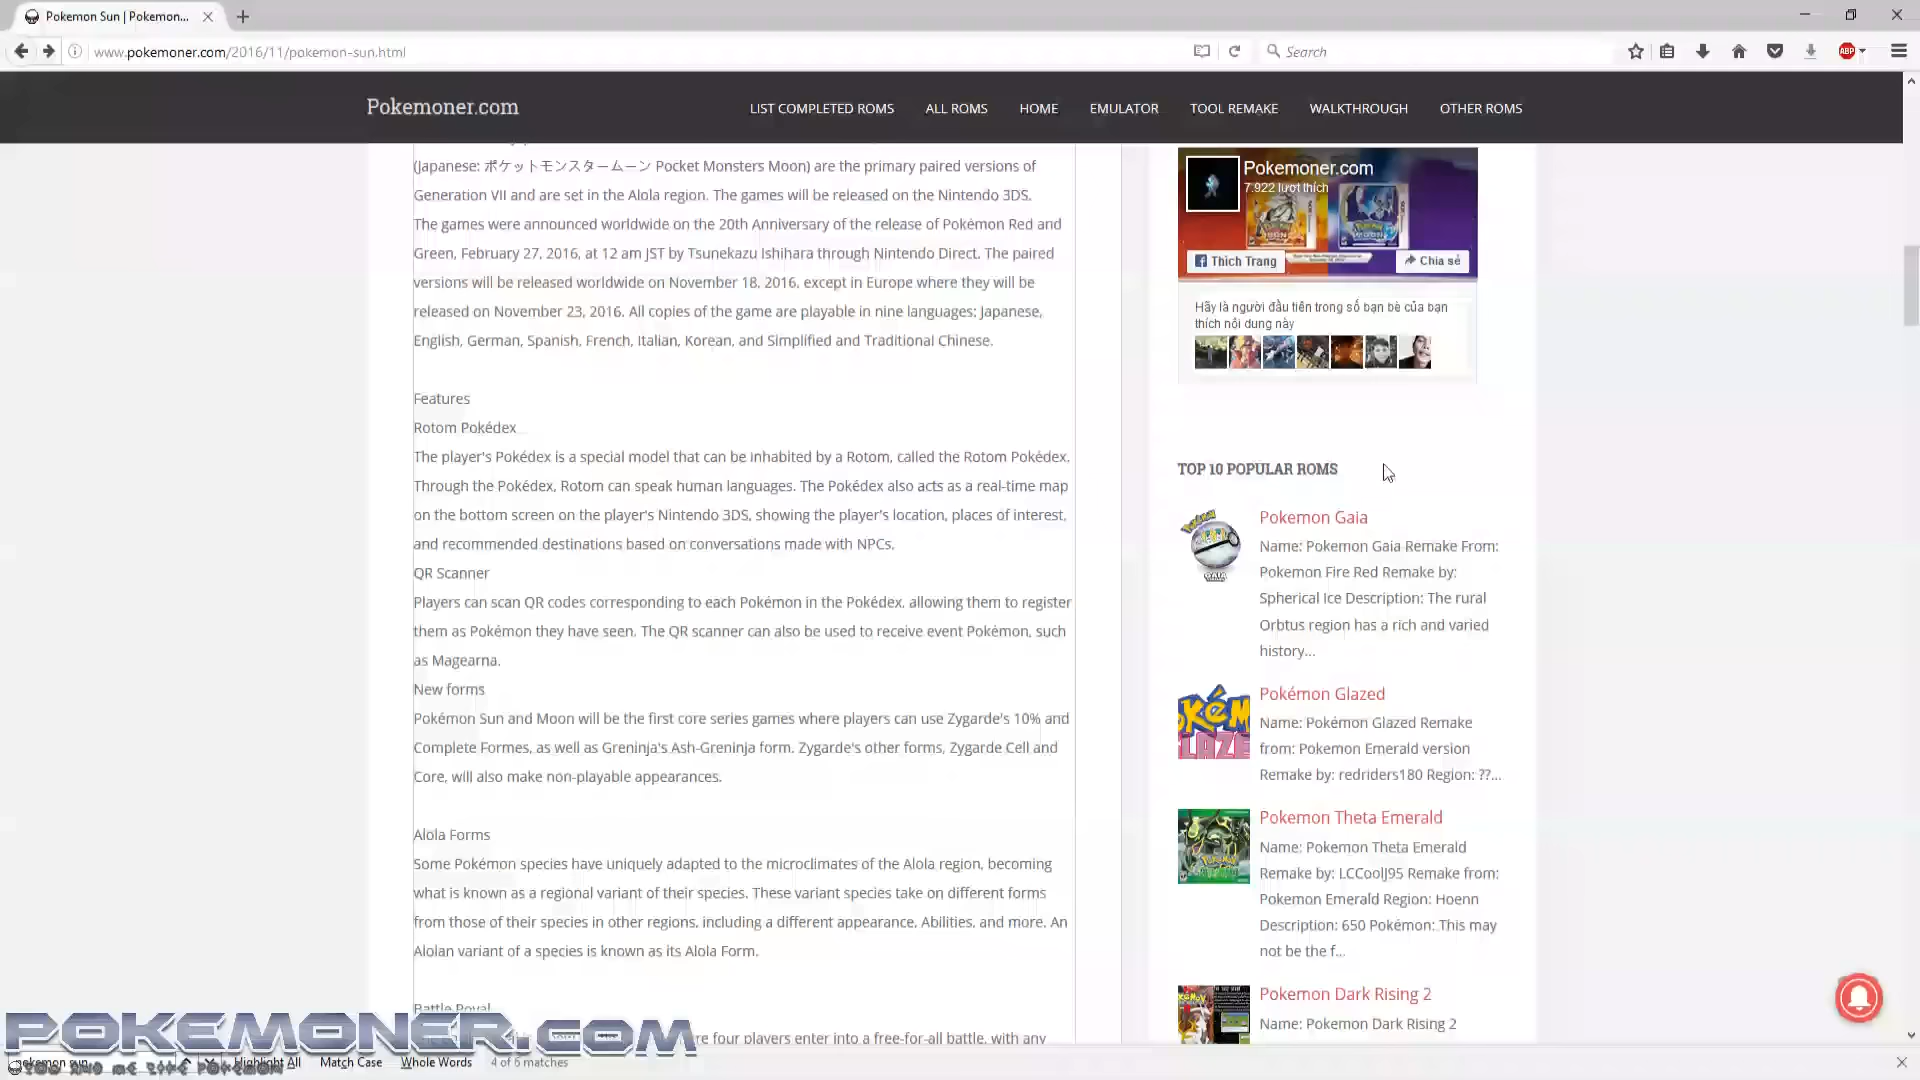 Pokemon Sun | Pokemon...
www.pokemoner.com/2016/11/pokemon-sun.html
Search
ABP
Pokemoner.com
LIST COMPLETED ROMS
ALL ROMS
HOME
EMULATOR
TOOL REMAKE
WALKTHROUGH
OTHER ROMS
(Japanese: ポケットモンスタームーン Pocket Monsters Moon) are the primary paired versions of
Generation VII and are set in the Alola region. The games will be released on the Nintendo 3DS.
The games were announced worldwide on the 20th Anniversary of the release of Pokémon Red and
Green, February 27, 2016, at 12 am JST by Tsunekazu Ishihara through Nintendo Direct. The paired
versions will be released worldwide on November 18, 2016, except in Europe where they will be
released on November 23, 2016. All copies of the game are playable in nine languages: Japanese,
English, German, Spanish, French, Italian, Korean, and Simplified and Traditional Chinese.
Features
Rotom Pokédex
The player's Pokédex is a special model that can be inhabited by a Rotom, called the Rotom Pokédex.
Through the Pokédex, Rotom can speak human languages. The Pokédex also acts as a real-time map
on the bottom screen on the player's Nintendo 3DS, showing the player's location, places of interest,
and recommended destinations based on conversations made with NPCs.
QR Scanner
Players can scan QR codes corresponding to each Pokémon in the Pokédex, allowing them to register
them as Pokémon they have seen. The QR scanner can also be used to receive event Pokémon, such
as Magearna.
New forms
Pokémon Sun and Moon will be the first core series games where players can use Zygarde's 10% and
Complete Formes, as well as Greninja's Ash-Greninja form. Zygarde's other forms, Zygarde Cell and
Core, will also make non-playable appearances.
Alola Forms
Some Pokémon species have uniquely adapted to the microclimates of the Alola region, becoming
what is known as a regional variant of their species. These variant species take on different forms
from those of their species in other regions, including a different appearance, Abilities, and more. An
Alolan variant of a species is known as its Alola Form.
Battle Royal
re four players enter into a free-for-all battle, with any
Pokemoner.com
7.922 lượt thích
Thích Trang
Chia sẻ
Hãy là người đầu tiên trong số bạn bè của bạn
thích nội dung này
TOP 10 POPULAR ROMS
Pokemon Gaia
Name: Pokemon Gaia Remake From:
Pokemon Fire Red Remake by:
Spherical Ice Description: The rural
Orbtus region has a rich and varied
history...
Pokémon Glazed
Name: Pokémon Glazed Remake
from: Pokemon Emerald version
Remake by: redriders180 Region: ??...
Pokemon Theta Emerald
Name: Pokemon Theta Emerald
Remake by: LCCoolJ95 Remake from:
Pokemon Emerald Region: Hoenn
Description: 650 Pokémon: This may
not be the f...
Pokemon Dark Rising 2
Name: Pokemon Dark Rising 2
POKEMONER.COM
YOU AND ME LIKE POKEMON
pokemon sun
Highlight All
Match Case
Whole Words
4 of 6 matches